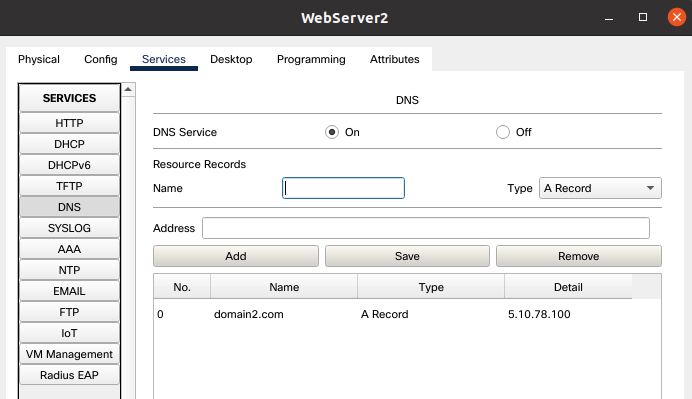 WebServer2
Physical Config Services Desktop Programming Attributes
SERVICES
HTTP
DHCP
DHCPv6
TFTP
DNS
SYSLOG
AAA
NTP
EMAIL
FTP
IoT
VM Management
Radius EAP
DNS
DNS Service On Off
Resource Records
Name Type A Record
Address
Add Save Remove
No. Name Type Detail
0 domain2.com A Record 5.10.78.100